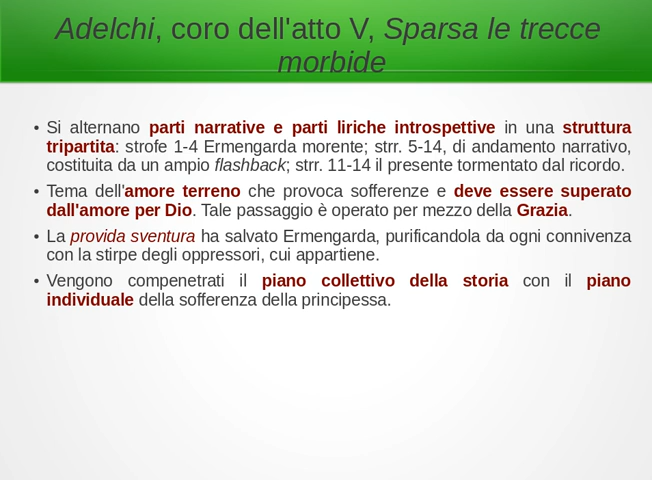 Adelchi, coro dell'atto V, Sparsa le trecce
morbide
• Si alternano parti narrative e parti liriche introspettive in una struttura
tripartita: strofe 1-4 Ermengarda morente; strr. 5-14, di andamento narrativo,
costituita da un ampio flashback; strr. 11-14 il presente tormentato dal ricordo.
• Tema dell'amore terreno che provoca sofferenze e deve essere superato
dall'amore per Dio. Tale passaggio è operato per mezzo della Grazia.
• La provida sventura ha salvato Ermengarda, purificandola da ogni connivenza
con la stirpe degli oppressori, cui appartiene.
• Vengono compenetrati il piano collettivo della storia con il piano
individuale della sofferenza della principessa.